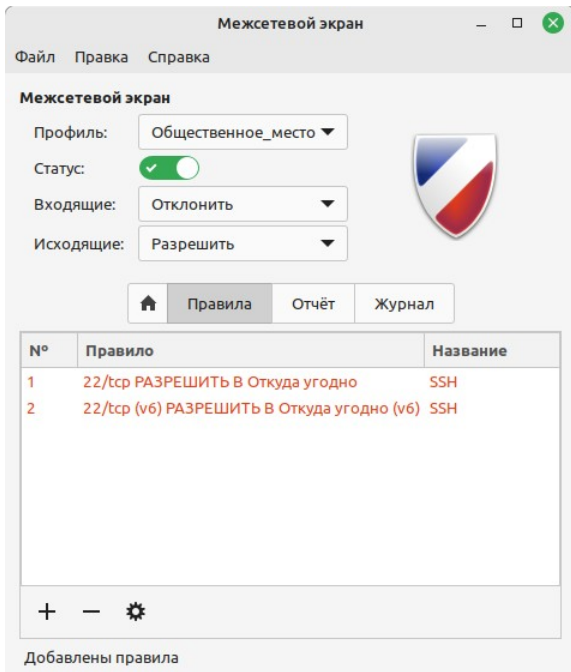 Межсетевой экран
Файл Правка Справка
Межсетевой экран
Профиль: Общественное_место
Статус:
Входящие: Отклонить
Исходящие: Разрешить
Правила Отчёт Журнал
Nº Правило Название
1 22/tcp РАЗРЕШИТЬ В Откуда угодно SSH
2 22/tcp (v6) РАЗРЕШИТЬ В Откуда угодно (v6) SSH
Добавлены правила